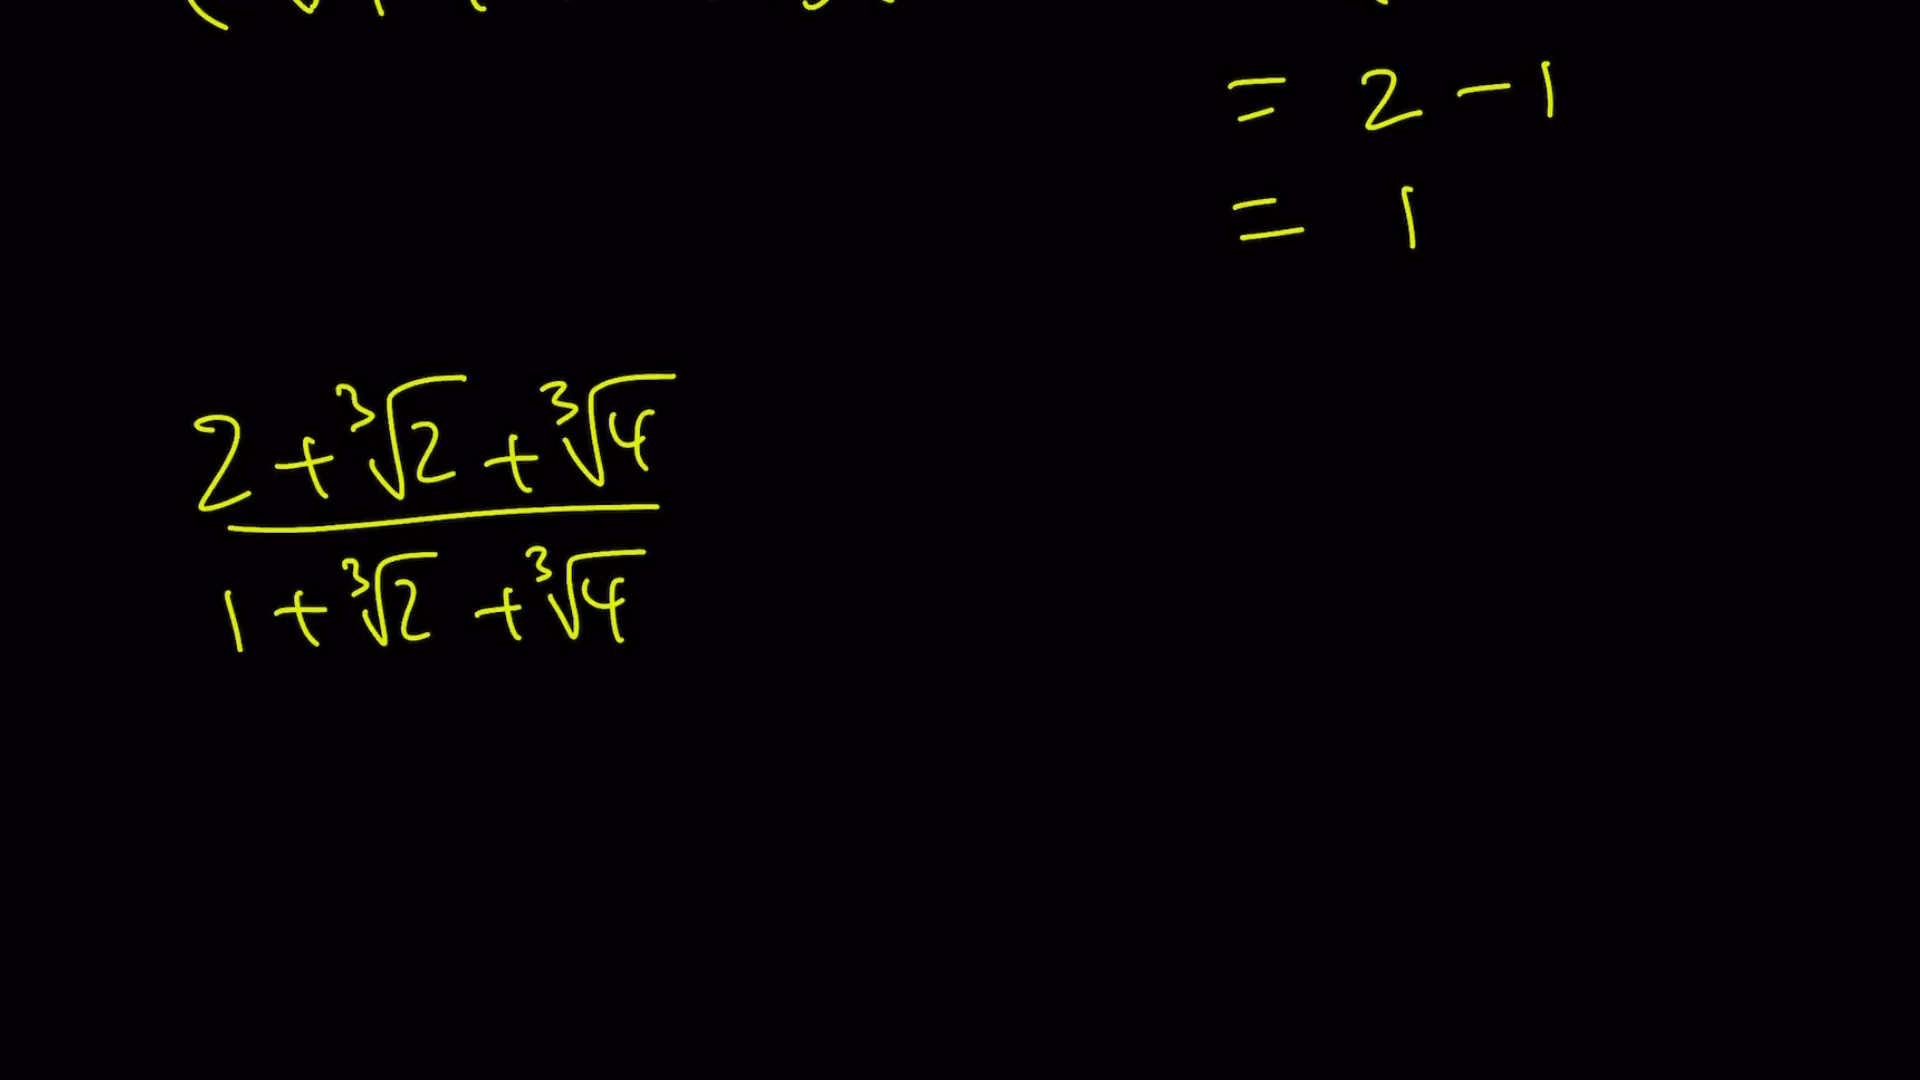 = 2 - 1
= 1
2 + ∛2 + ∛4
1 + ∛2 + ∛4